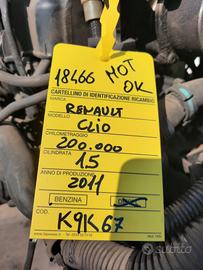 18466 MOT
OK
CARTELLINO DI IDENTIFICAZIONE RICAMBIO
MARCA
RENAULT
MODELLO
CLIO
CHILOMETRAGGIO
200.000
CILINDRATA
1.5
ANNO DI PRODUZIONE
2011
BENZINA
COD.
K9K67
subito